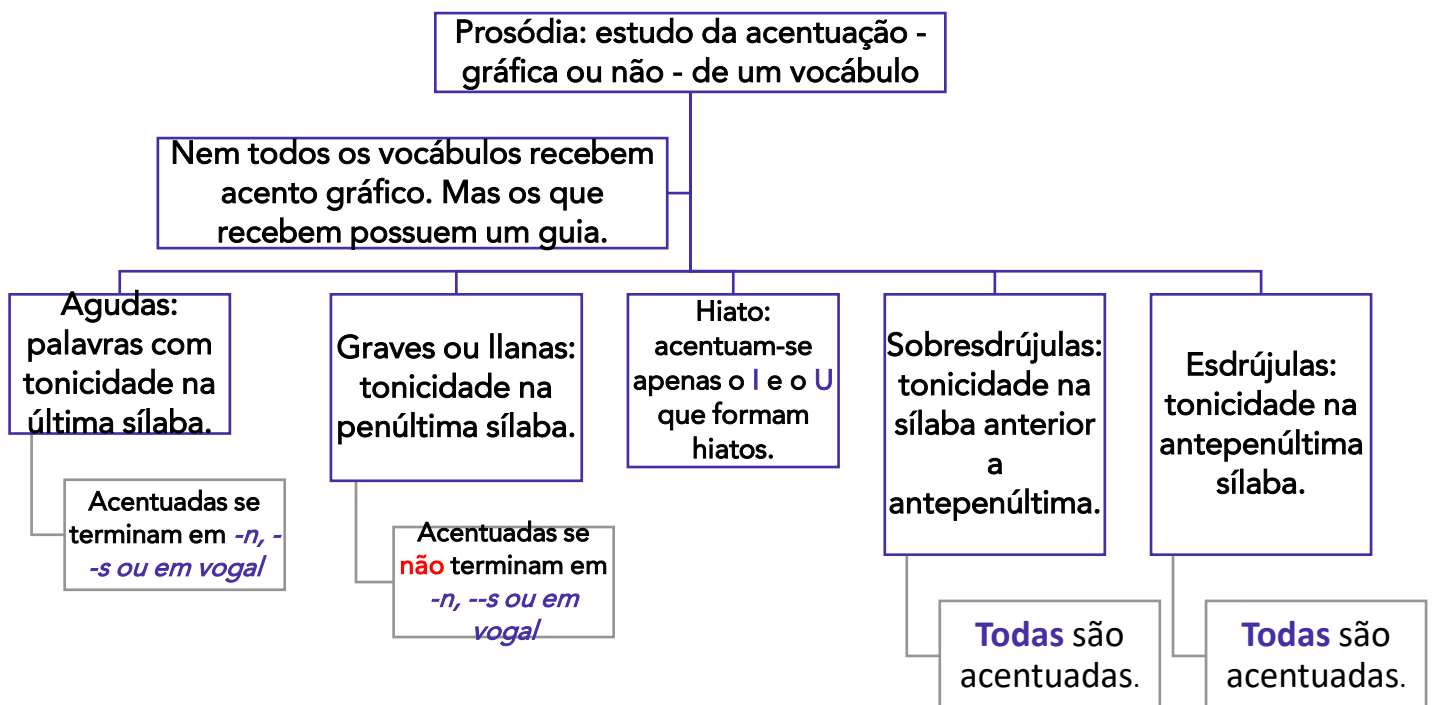 Prosódia: estudo da acentuação -
gráfica ou não - de um vocábulo
Nem todos os vocábulos recebem
acento gráfico. Mas os que
recebem possuem um guia.
Agudas:
palavras com
tonicidade na
última sílaba.
Acentuadas se
terminam em -n, -
-s ou em vogal
Graves ou llanas:
tonicidade na
penúltima sílaba.
Acentuadas se
não terminam em
-n, --s ou em
vogal
Hiato:
acentuam-se
apenas o I e o U
que formam
hiatos.
Sobresdrújulas:
tonicidade na
sílaba anterior
a
antepenúltima.
Todas são
acentuadas.
Esdrújulas:
tonicidade na
antepenúltima
sílaba.
Todas são
acentuadas.